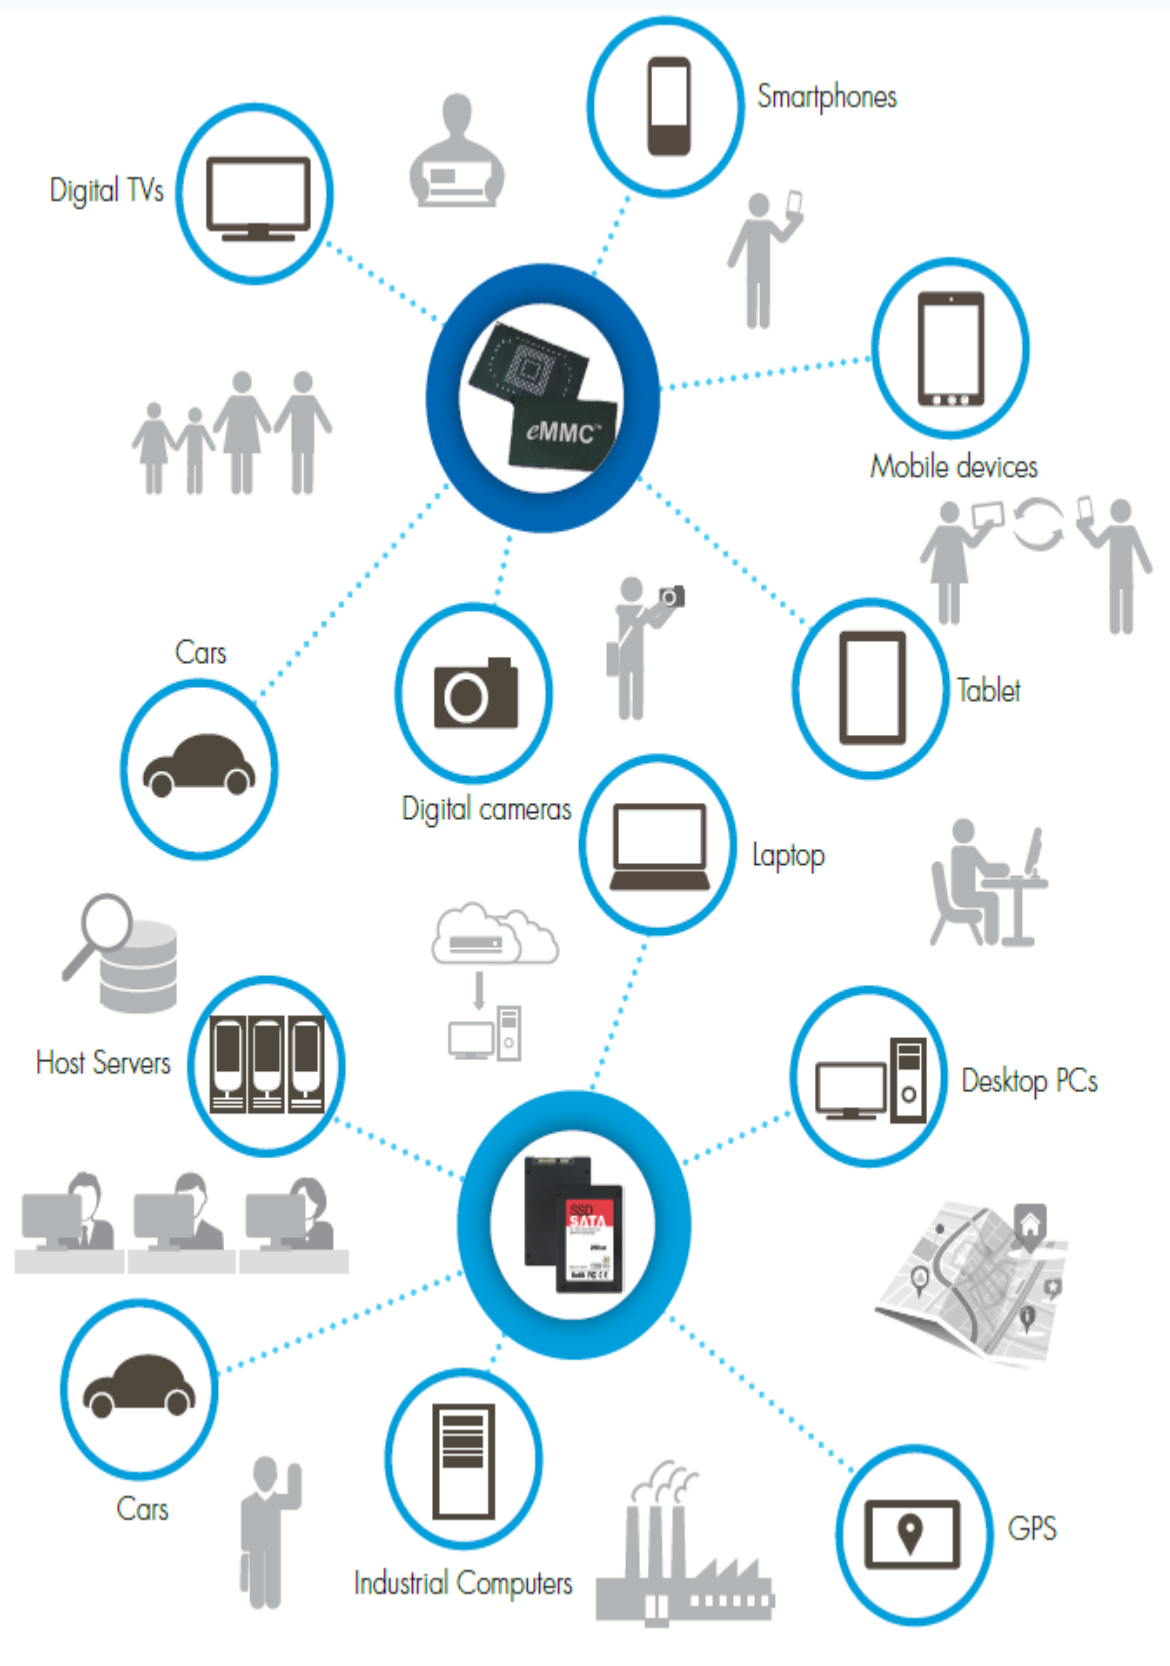 Smartphones
Digital TVs
eMMC™
Mobile devices
Cars
Tablet
Digital cameras
Laptop
Host Servers
Desktop PCs
SSD
SATA
Cars
GPS
Industrial Computers